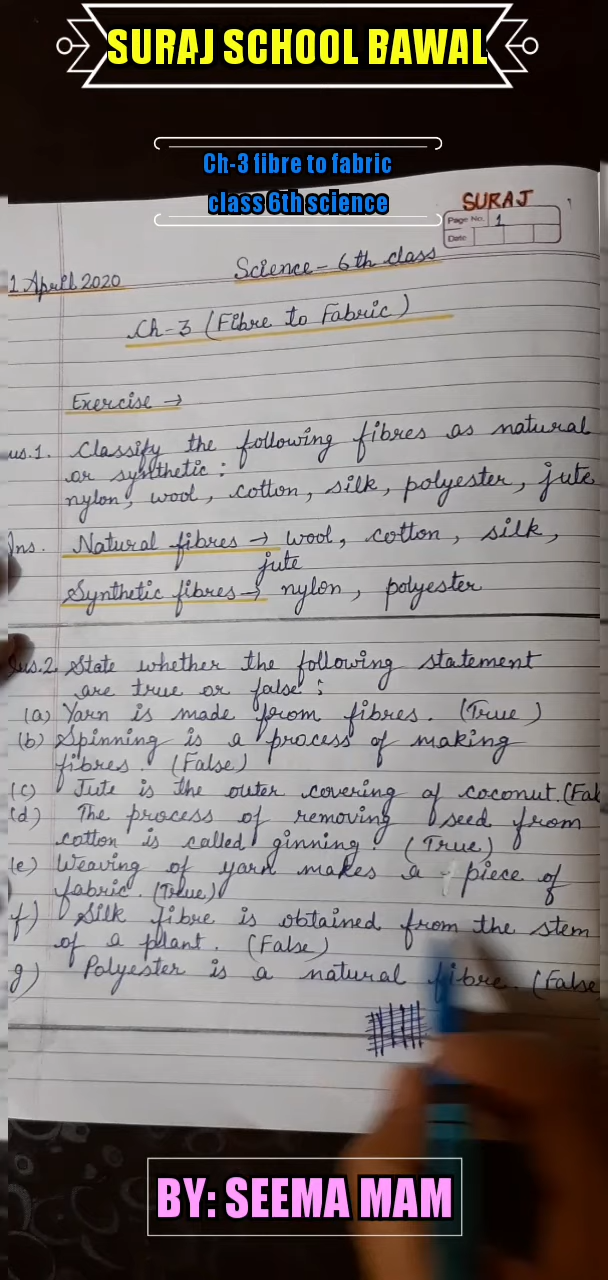 SURAJ SCHOOL BAWAL
Ch-3 fibre to fabric
class 6th science
SURAJ
Page No. 1
Date
1 April 2020
Science - 6th class
Ch-3 (Fibre to Fabric)
Exercise →
us.1. Classify the following fibres as natural
or synthetic :
nylon, wool, cotton, silk, polyester, jute
Ans. Natural fibres → wool, cotton, silk,
jute
Synthetic fibres → nylon, polyester
Qus.2. State whether the following statement
are true or false :
(a) Yarn is made from fibres. (True)
(b) Spinning is a process of making
fibres. (False)
(c) Jute is the outer covering of coconut. (Fal
(d) The process of removing seed from
cotton is called ginning. (True)
(e) Weaving of yarn makes a piece of
fabric. (True)
f) Silk fibre is obtained from the stem
of a plant. (False)
g) Polyester is a natural fibre. (False
BY: SEEMA MAM